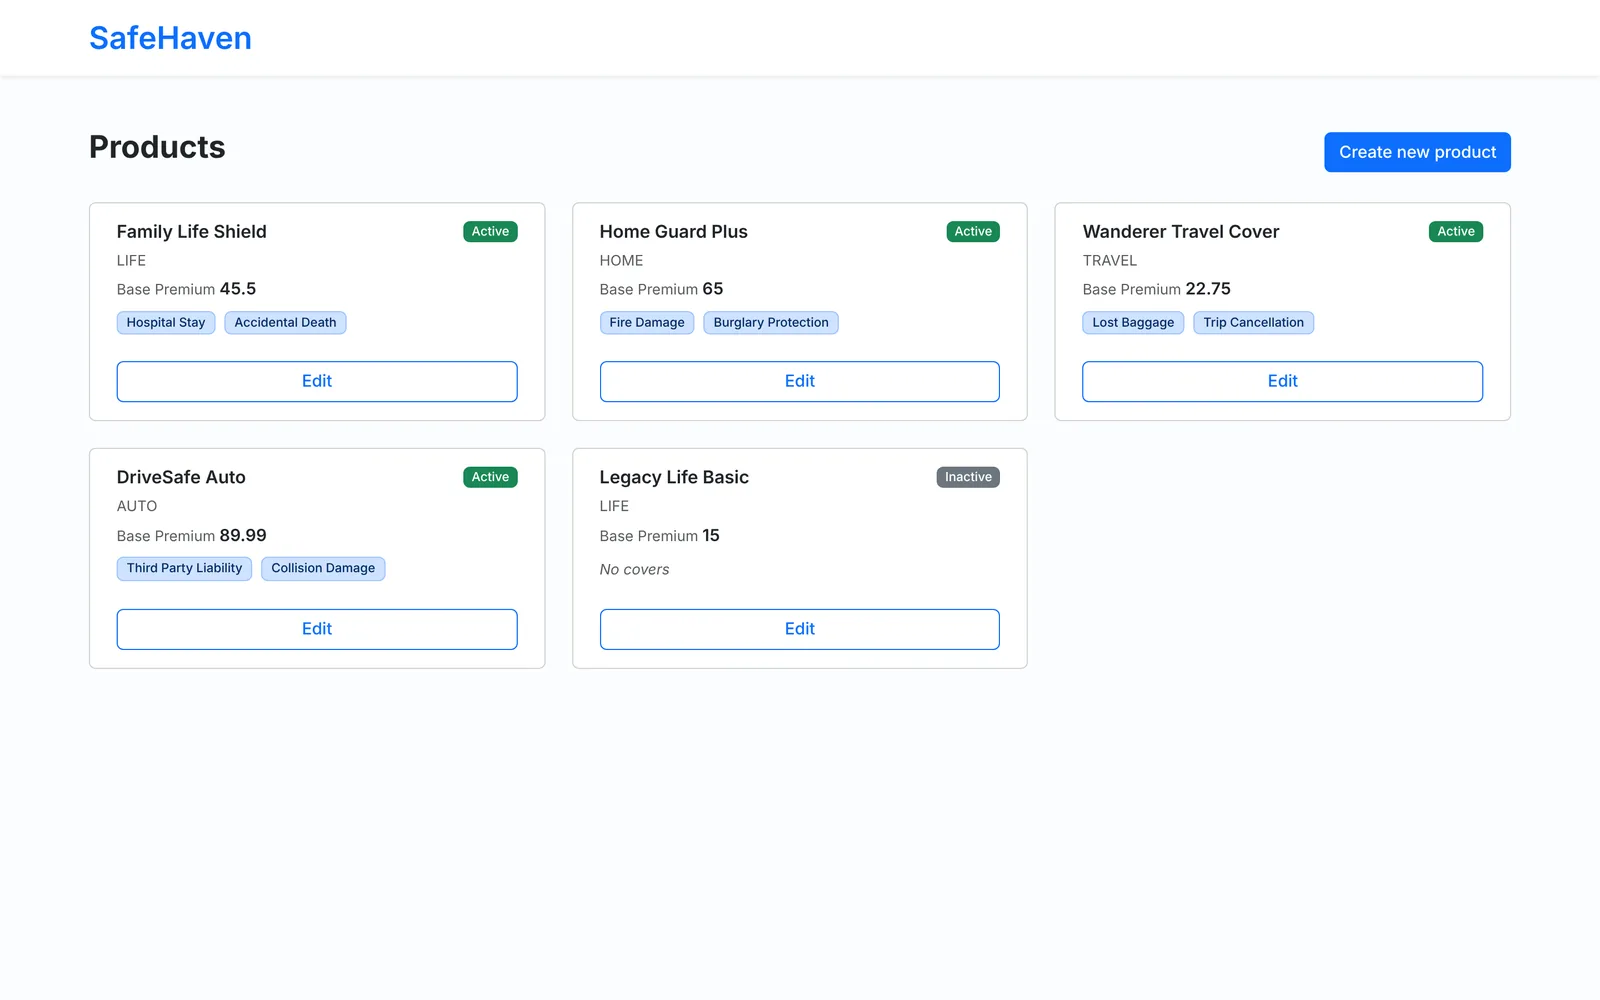 SafeHaven
Products
Create new product
Family Life Shield
Active
LIFE
Base Premium 45.5
Hospital Stay
Accidental Death
Edit
Home Guard Plus
Active
HOME
Base Premium 65
Fire Damage
Burglary Protection
Edit
Wanderer Travel Cover
Active
TRAVEL
Base Premium 22.75
Lost Baggage
Trip Cancellation
Edit
DriveSafe Auto
Active
AUTO
Base Premium 89.99
Third Party Liability
Collision Damage
Edit
Legacy Life Basic
Inactive
LIFE
Base Premium 15
No covers
Edit